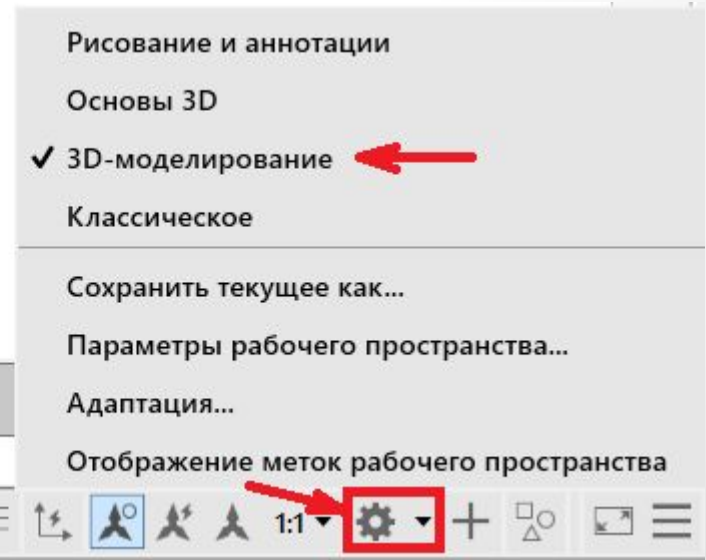 Рисование и аннотации
Основы 3D
3D-моделирование
Классическое
Сохранить текущее как...
Параметры рабочего пространства...
Адаптация...
Отображение меток рабочего пространства
1:1